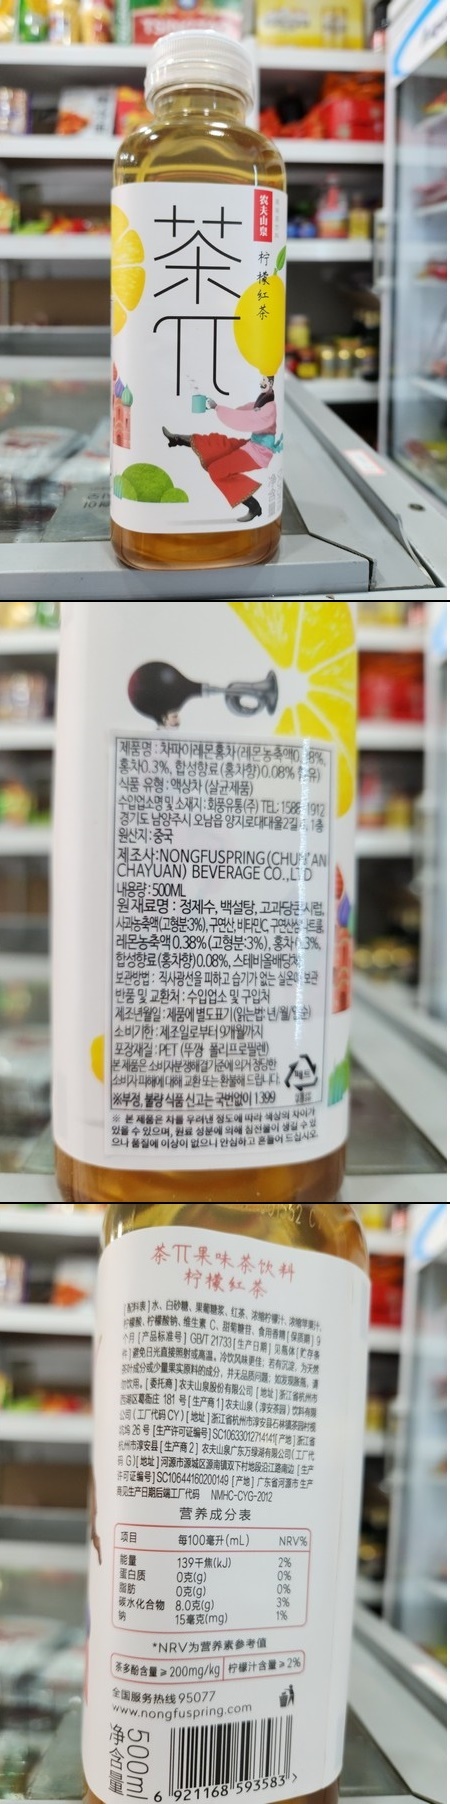 茶
π
农夫山泉
柠檬红茶
净含量
제품명 : 차파이레몬홍차(레몬농축액0.38%,
홍차0.3%, 합성향료(홍차향)0.08% 함유)
식품 유형 : 액상차 (살균제품)
수입업소명 및 소재지 : 화풍유통(주) TEL:1588-1912
경기도 남양주시 오남읍 양지로대대울2길 1층
원산지 : 중국
제조사:NONGFUSPRING(CHUN'AN
CHAYUAN) BEVERAGE CO.,LTD
내용량 : 500ML
원재료명 : 정제수, 백설탕, 고과당콘시럽,
사과농축액(고형분:3%), 구연산, 비타민C, 구연산삼나트륨,
레몬농축액 0.38%(고형분:3%), 홍차0.3%,
합성향료(홍차향)0.08%, 스테비올배당체
보관방법 : 직사광선을 피하고 습기가 없는 실온에 보관
반품 및 교환처 : 수입업소 및 구입처
제조년월일 : 제품에 별도표기(읽는법: 년/월/일순)
소비기한 : 제조일로부터 9개월까지
포장재질 : PET (뚜껑: 폴리프로필렌)
본 제품은 소비자분쟁해결기준에 의거 정당한
소비자 피해에 대해 교환 또는 환불해 드립니다.
※부정, 불량 식품 신고는 국번없이 1399
페트
※ 본 제품은 차를 우려낸 정도에 따라 색상의 차이가
있을 수 있으며, 원료 성분에 의해 침전물이 생길 수 있
으나 품질에 이상이 없으니 안심하고 흔들어 드십시오.
茶π果味茶饮料
柠檬红茶
[配料表]水、白砂糖、果葡糖浆、红茶、浓缩柠檬汁、浓缩苹果汁、
柠檬酸、柠檬酸钠、维生素 C、甜菊糖苷、食用香精 [保质期] 9
个月 [产品标准号] GB/T 21733 [生产日期] 见瓶体 [贮存条
件] 避免日光直接照射或高温。冷饮风味更佳；若有沉淀，为天然
茶叶成分或少量果实原料的成分，并无品质问题；如发现胀瓶，请
勿饮用。[委托商] 农夫山泉股份有限公司 [地址] 浙江省杭州市
西湖区葛衙庄 181 号 [生产商 1] 农夫山泉（淳安茶园）饮料有限
公司（工厂代码 CY）[地址] 浙江省杭州市淳安县石林镇茶园村梧
桐坞 26 号 [生产许可证编号] SC10633012714141 [产地] 浙江省
杭州市淳安县 [生产商 2] 农夫山泉广东万绿湖有限公司（工厂代
码 G）[地址] 河源市源城区源南镇双下村地段沿江路南边 [生产
许可证编号] SC10644160200149 [产地] 广东省河源市 生产
商见生产日期后端工厂代码 NMHC-CYG-2012
营养成分表
项目 每100毫升(mL) NRV%
能量 139千焦(kJ) 2%
蛋白质 0克(g) 0%
脂肪 0克(g) 0%
碳水化合物 8.0克(g) 3%
钠 15毫克(mg) 1%
*NRV为营养素参考值
茶多酚含量≥200mg/kg 柠檬汁含量≥2%
全国服务热线 95077
www.nongfuspring.com
净含量
500ml
6 921168 593583